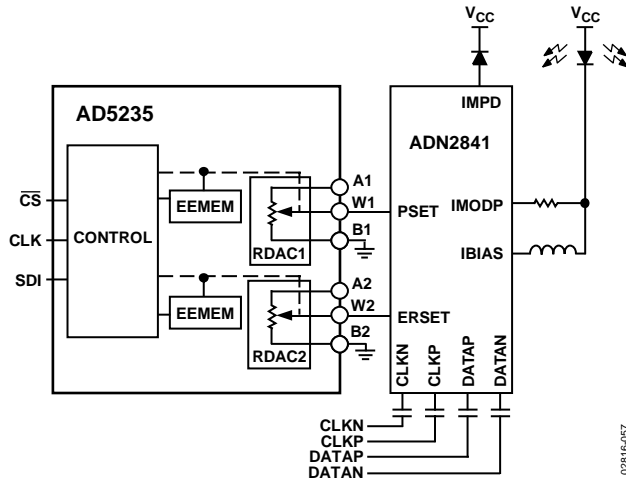 VCC
VCC
AD5235
IMPD
ADN2841
CS
CLK
SDI
CONTROL
EEMEM
RDAC1
A1
W1
B1
PSET
IMODP
IBIAS
EEMEM
RDAC2
A2
W2
B2
ERSET
CLKN
CLKP
DATAP
DATAN
CLKN
CLKP
DATAP
DATAN
02816-057